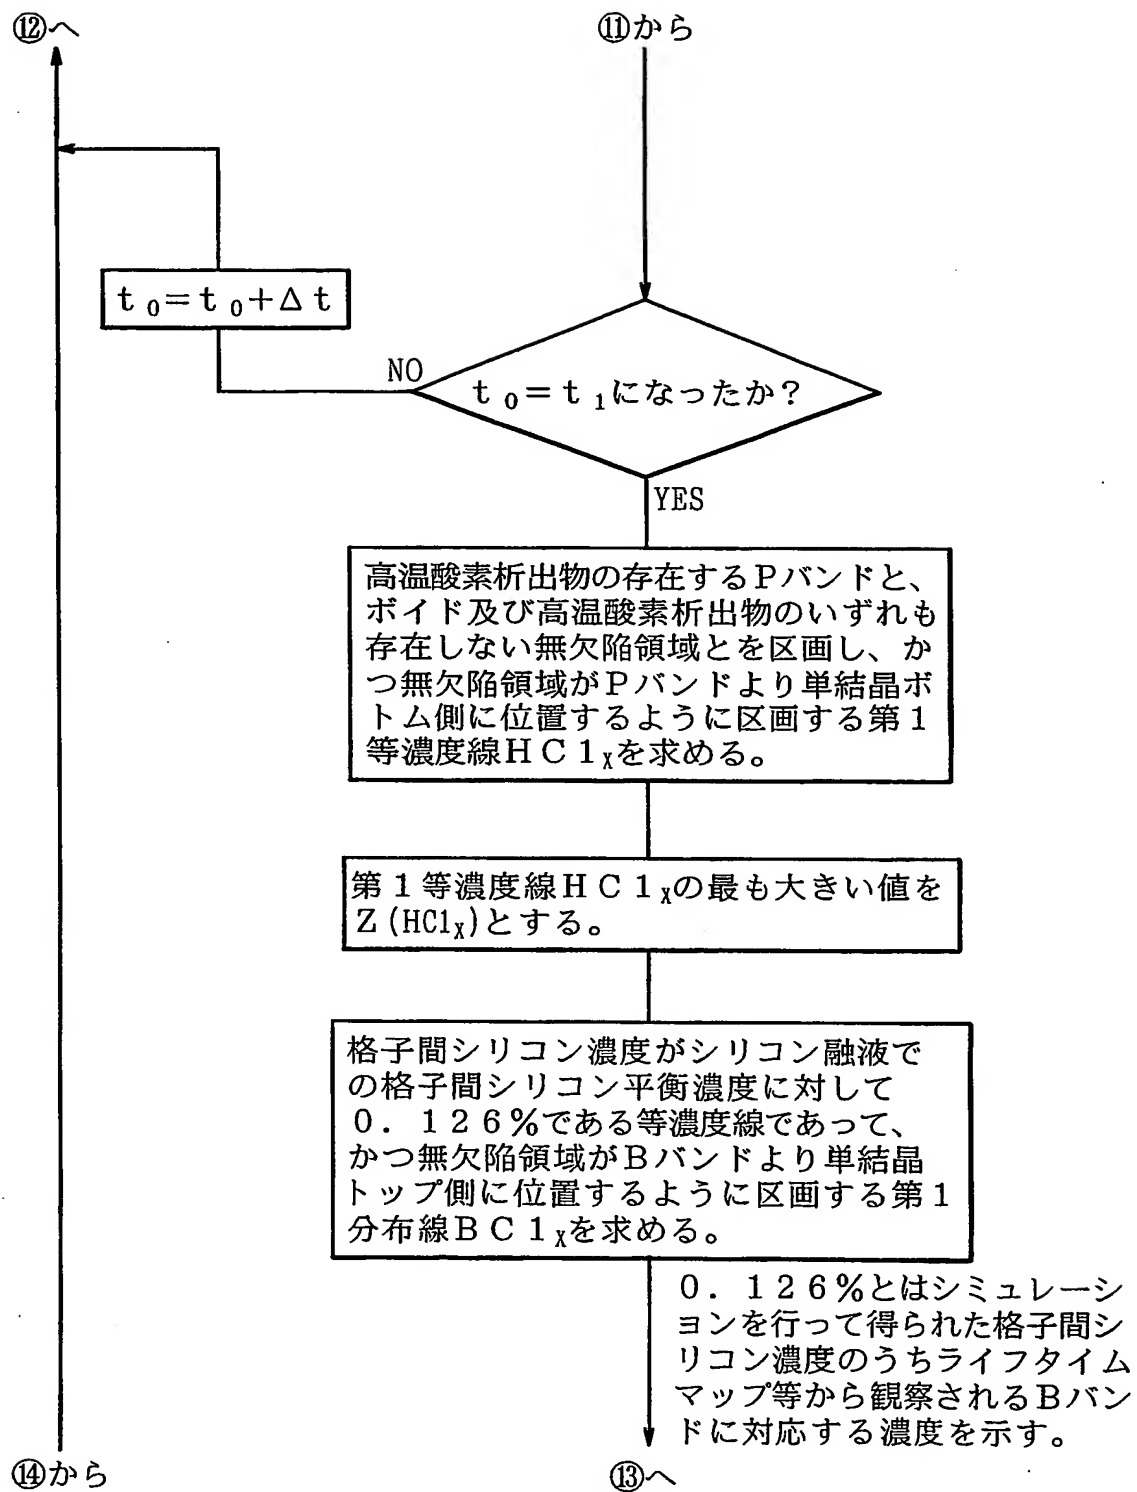 ⑫へ
⑪から
t₀=t₀+Δt
NO
t₀=t₁になったか？
YES
高温酸素析出物の存在するPバンドと、
ボイド及び高温酸素析出物のいずれも
存在しない無欠陥領域とを区画し、か
つ無欠陥領域がPバンドより単結晶ボ
トム側に位置するように区画する第1
等濃度線HC1ₓを求める。
第1等濃度線HC1ₓの最も大きい値を
Z(HC1ₓ)とする。
格子間シリコン濃度がシリコン融液で
の格子間シリコン平衡濃度に対して
0．126%である等濃度線であって、
かつ無欠陥領域がBバンドより単結晶
トップ側に位置するように区画する第1
分布線BC1ₓを求める。
0．126%とはシミュレーシ
ョンを行って得られた格子間シ
リコン濃度のうちライフタイム
マップ等から観察されるBバン
ドに対応する濃度を示す。
⑭から
⑬へ